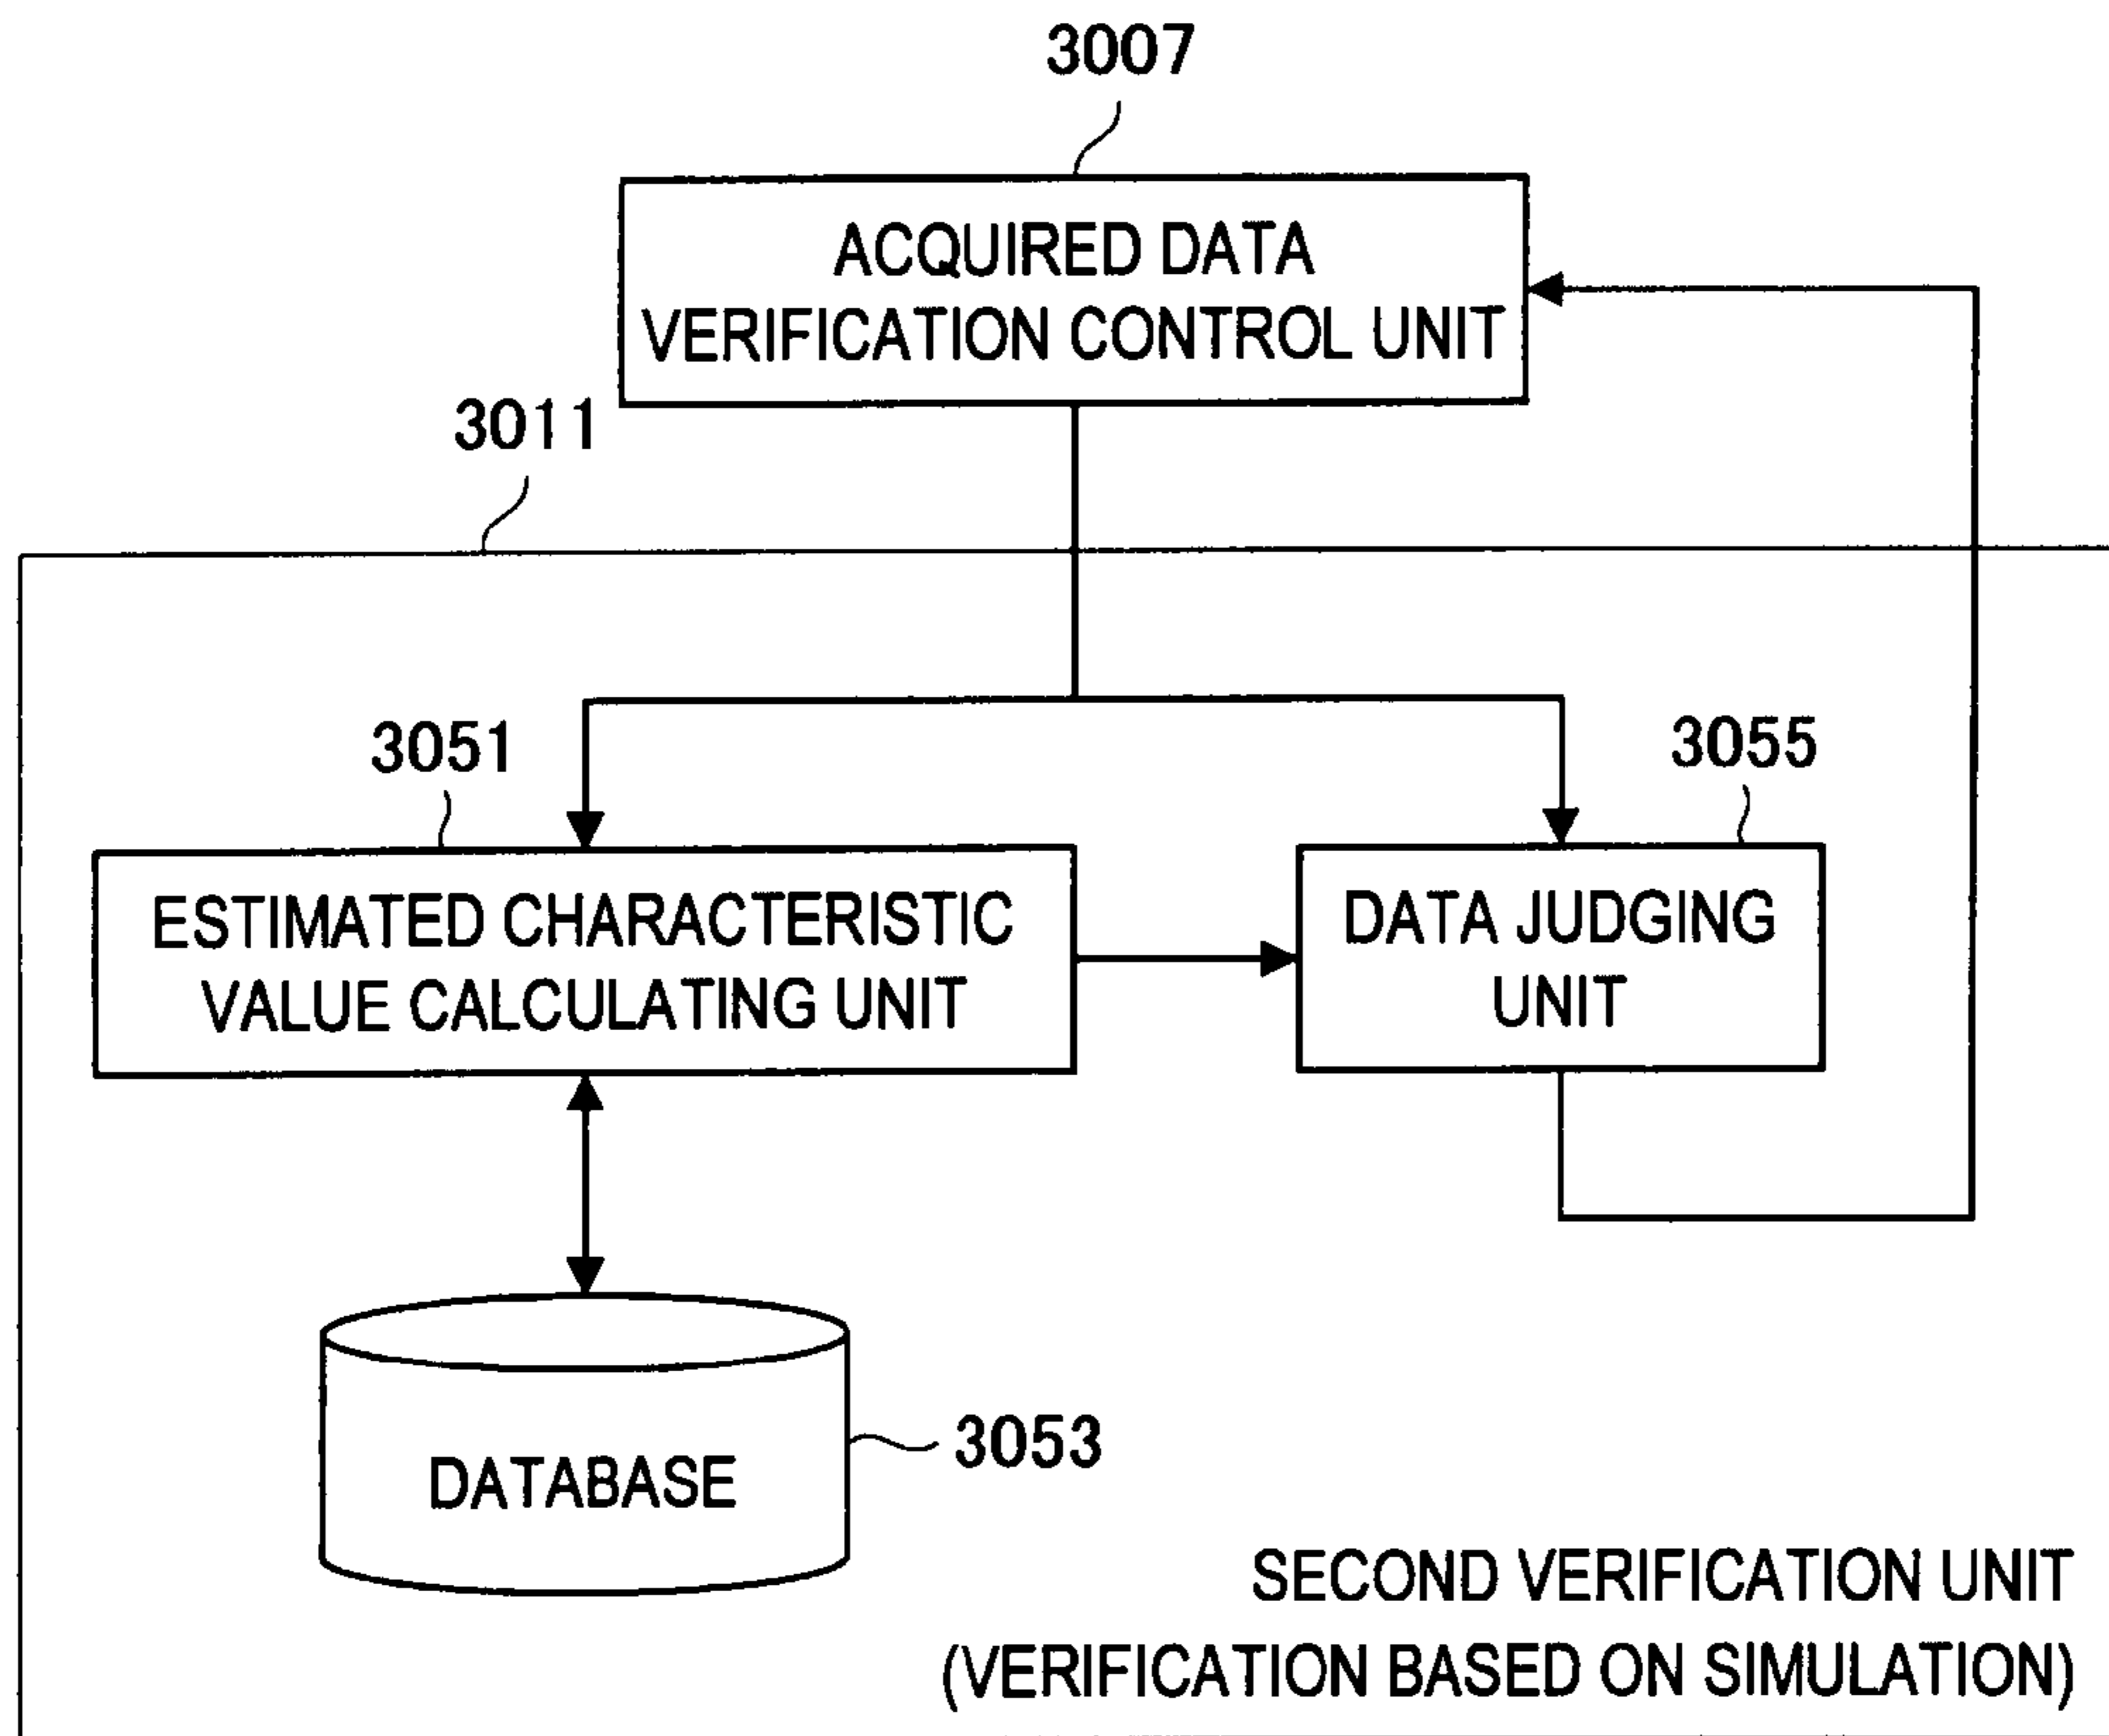 3007
ACQUIRED DATA
VERIFICATION CONTROL UNIT
3011
3051
3055
ESTIMATED CHARACTERISTIC
VALUE CALCULATING UNIT
DATA JUDGING
UNIT
3053
DATABASE
SECOND VERIFICATION UNIT
(VERIFICATION BASED ON SIMULATION)